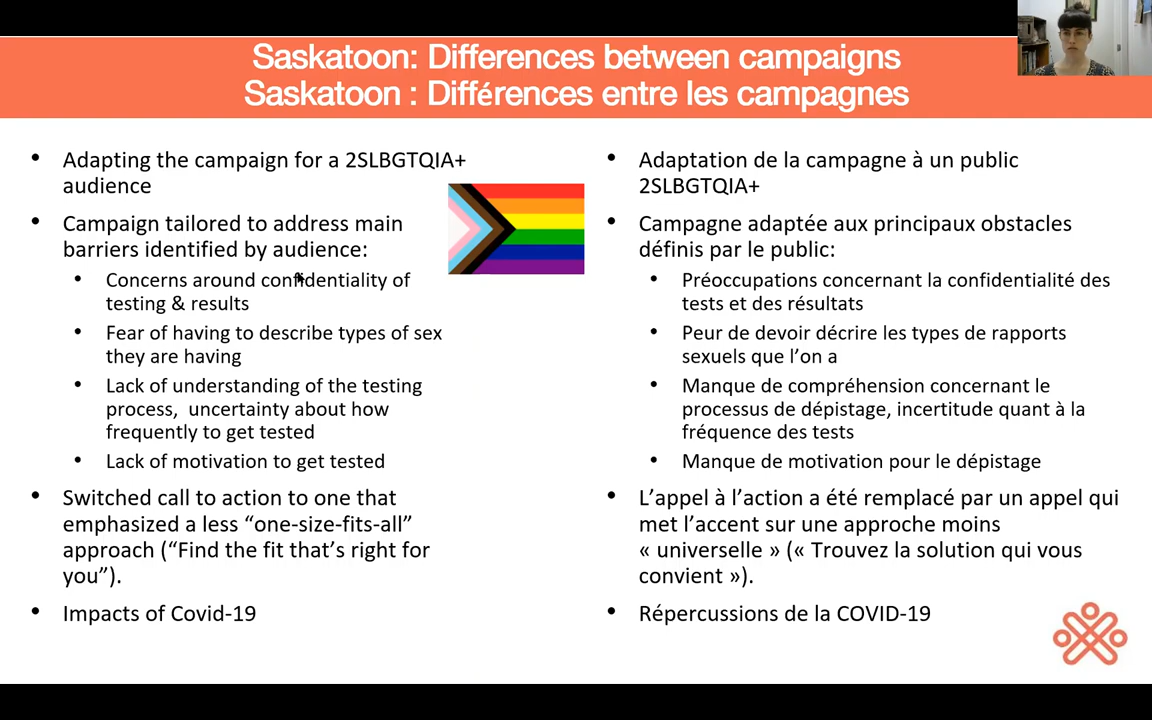 Saskatoon: Differences between campaigns
Saskatoon : Différences entre les campagnes
• Adapting the campaign for a 2SLBGTQIA+
audience
• Campaign tailored to address main
barriers identified by audience:
• Concerns around confidentiality of
testing & results
• Fear of having to describe types of sex
they are having
• Lack of understanding of the testing
process,  uncertainty about how
frequently to get tested
• Lack of motivation to get tested
• Switched call to action to one that
emphasized a less “one-size-fits-all”
approach (“Find the fit that’s right for
you”).
• Impacts of Covid-19
• Adaptation de la campagne à un public
2SLBGTQIA+
• Campagne adaptée aux principaux obstacles
définis par le public:
• Préoccupations concernant la confidentialité des
tests et des résultats
• Peur de devoir décrire les types de rapports
sexuels que l’on a
• Manque de compréhension concernant le
processus de dépistage, incertitude quant à la
fréquence des tests
• Manque de motivation pour le dépistage
• L’appel à l’action a été remplacé par un appel qui
met l’accent sur une approche moins
« universelle » (« Trouvez la solution qui vous
convient »).
• Répercussions de la COVID-19